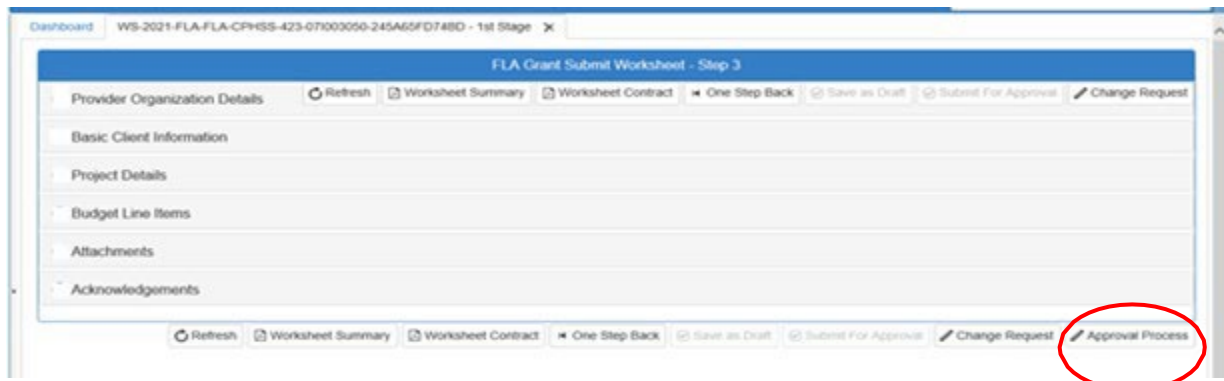 Dashboard WS-2021-FLA-FLA-CPHSS-423-07I003050-245A65FD74BD - 1st Stage X
FLA Grant Submit Worksheet - Step 3
Provider Organization Details Refresh Worksheet Summary Worksheet Contract One Step Back Save as Draft Submit For Approval Change Request
Basic Client Information
Project Details
Budget Line Items
Attachments
Acknowledgements
Refresh Worksheet Summary Worksheet Contract One Step Back Save as Draft Submit For Approval Change Request Approval Process